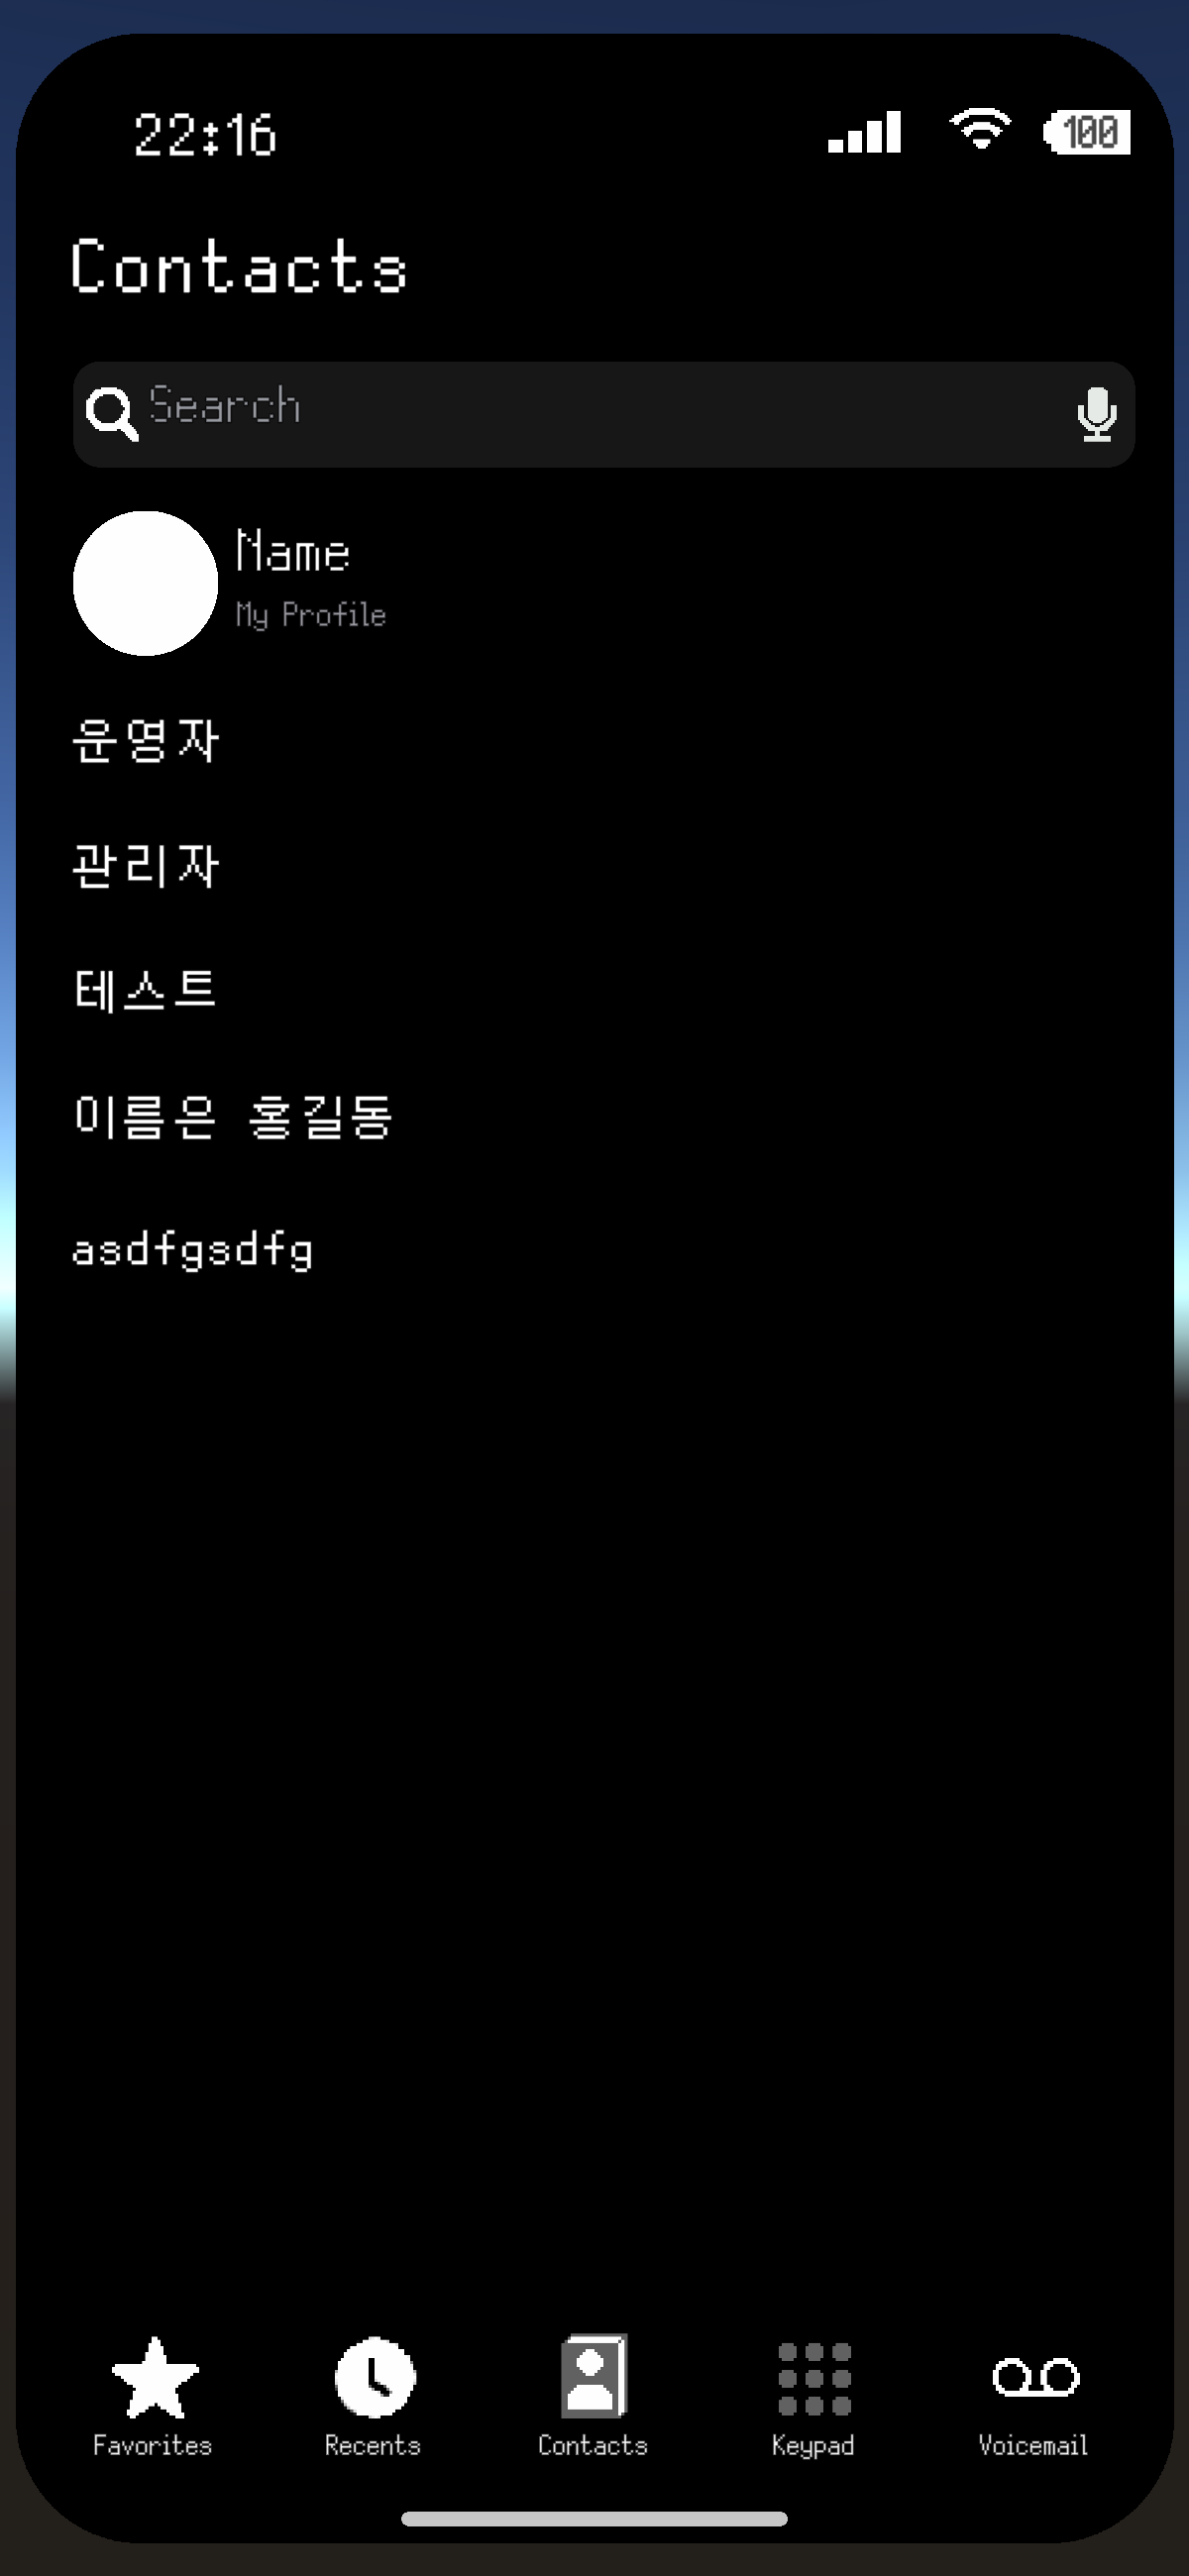 22:16
100
Contacts
Search
Name
My Profile
운영자
관리자
테스트
이름은 홍길동
asdfgsdfg
Favorites
Recents
Contacts
Keypad
Voicemail